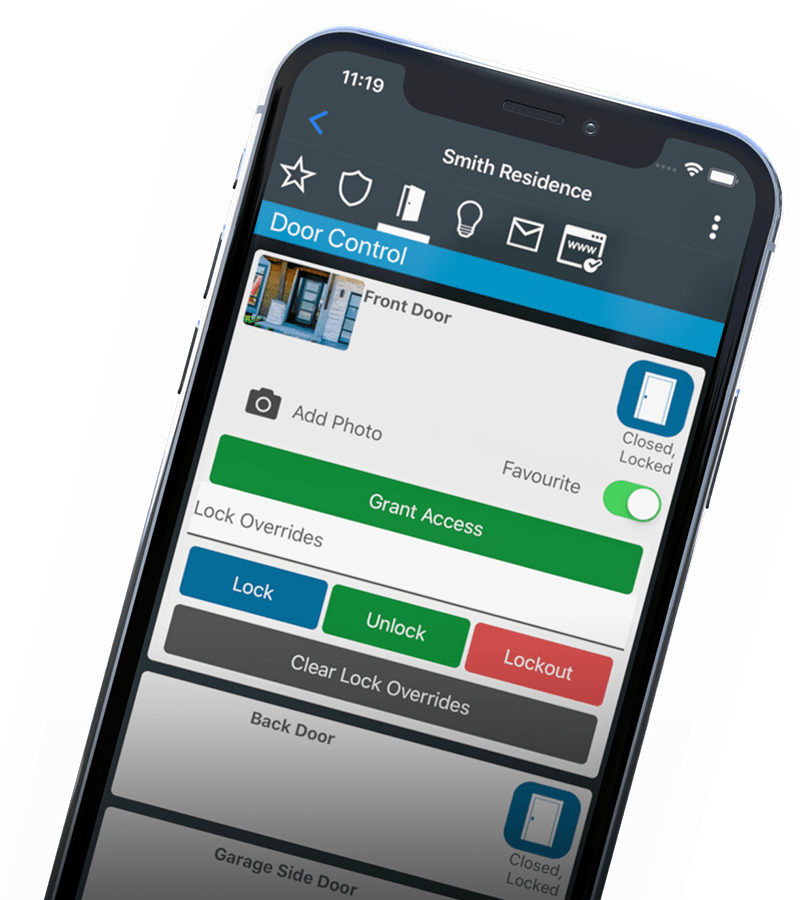 11:19
Smith Residence
www
Door Control
Front Door
Closed,
Locked
Add Photo
Favourite
Grant Access
Lock Overrides
Lock
Unlock
Lockout
Clear Lock Overrides
Back Door
Closed,
Locked
Garage Side Door